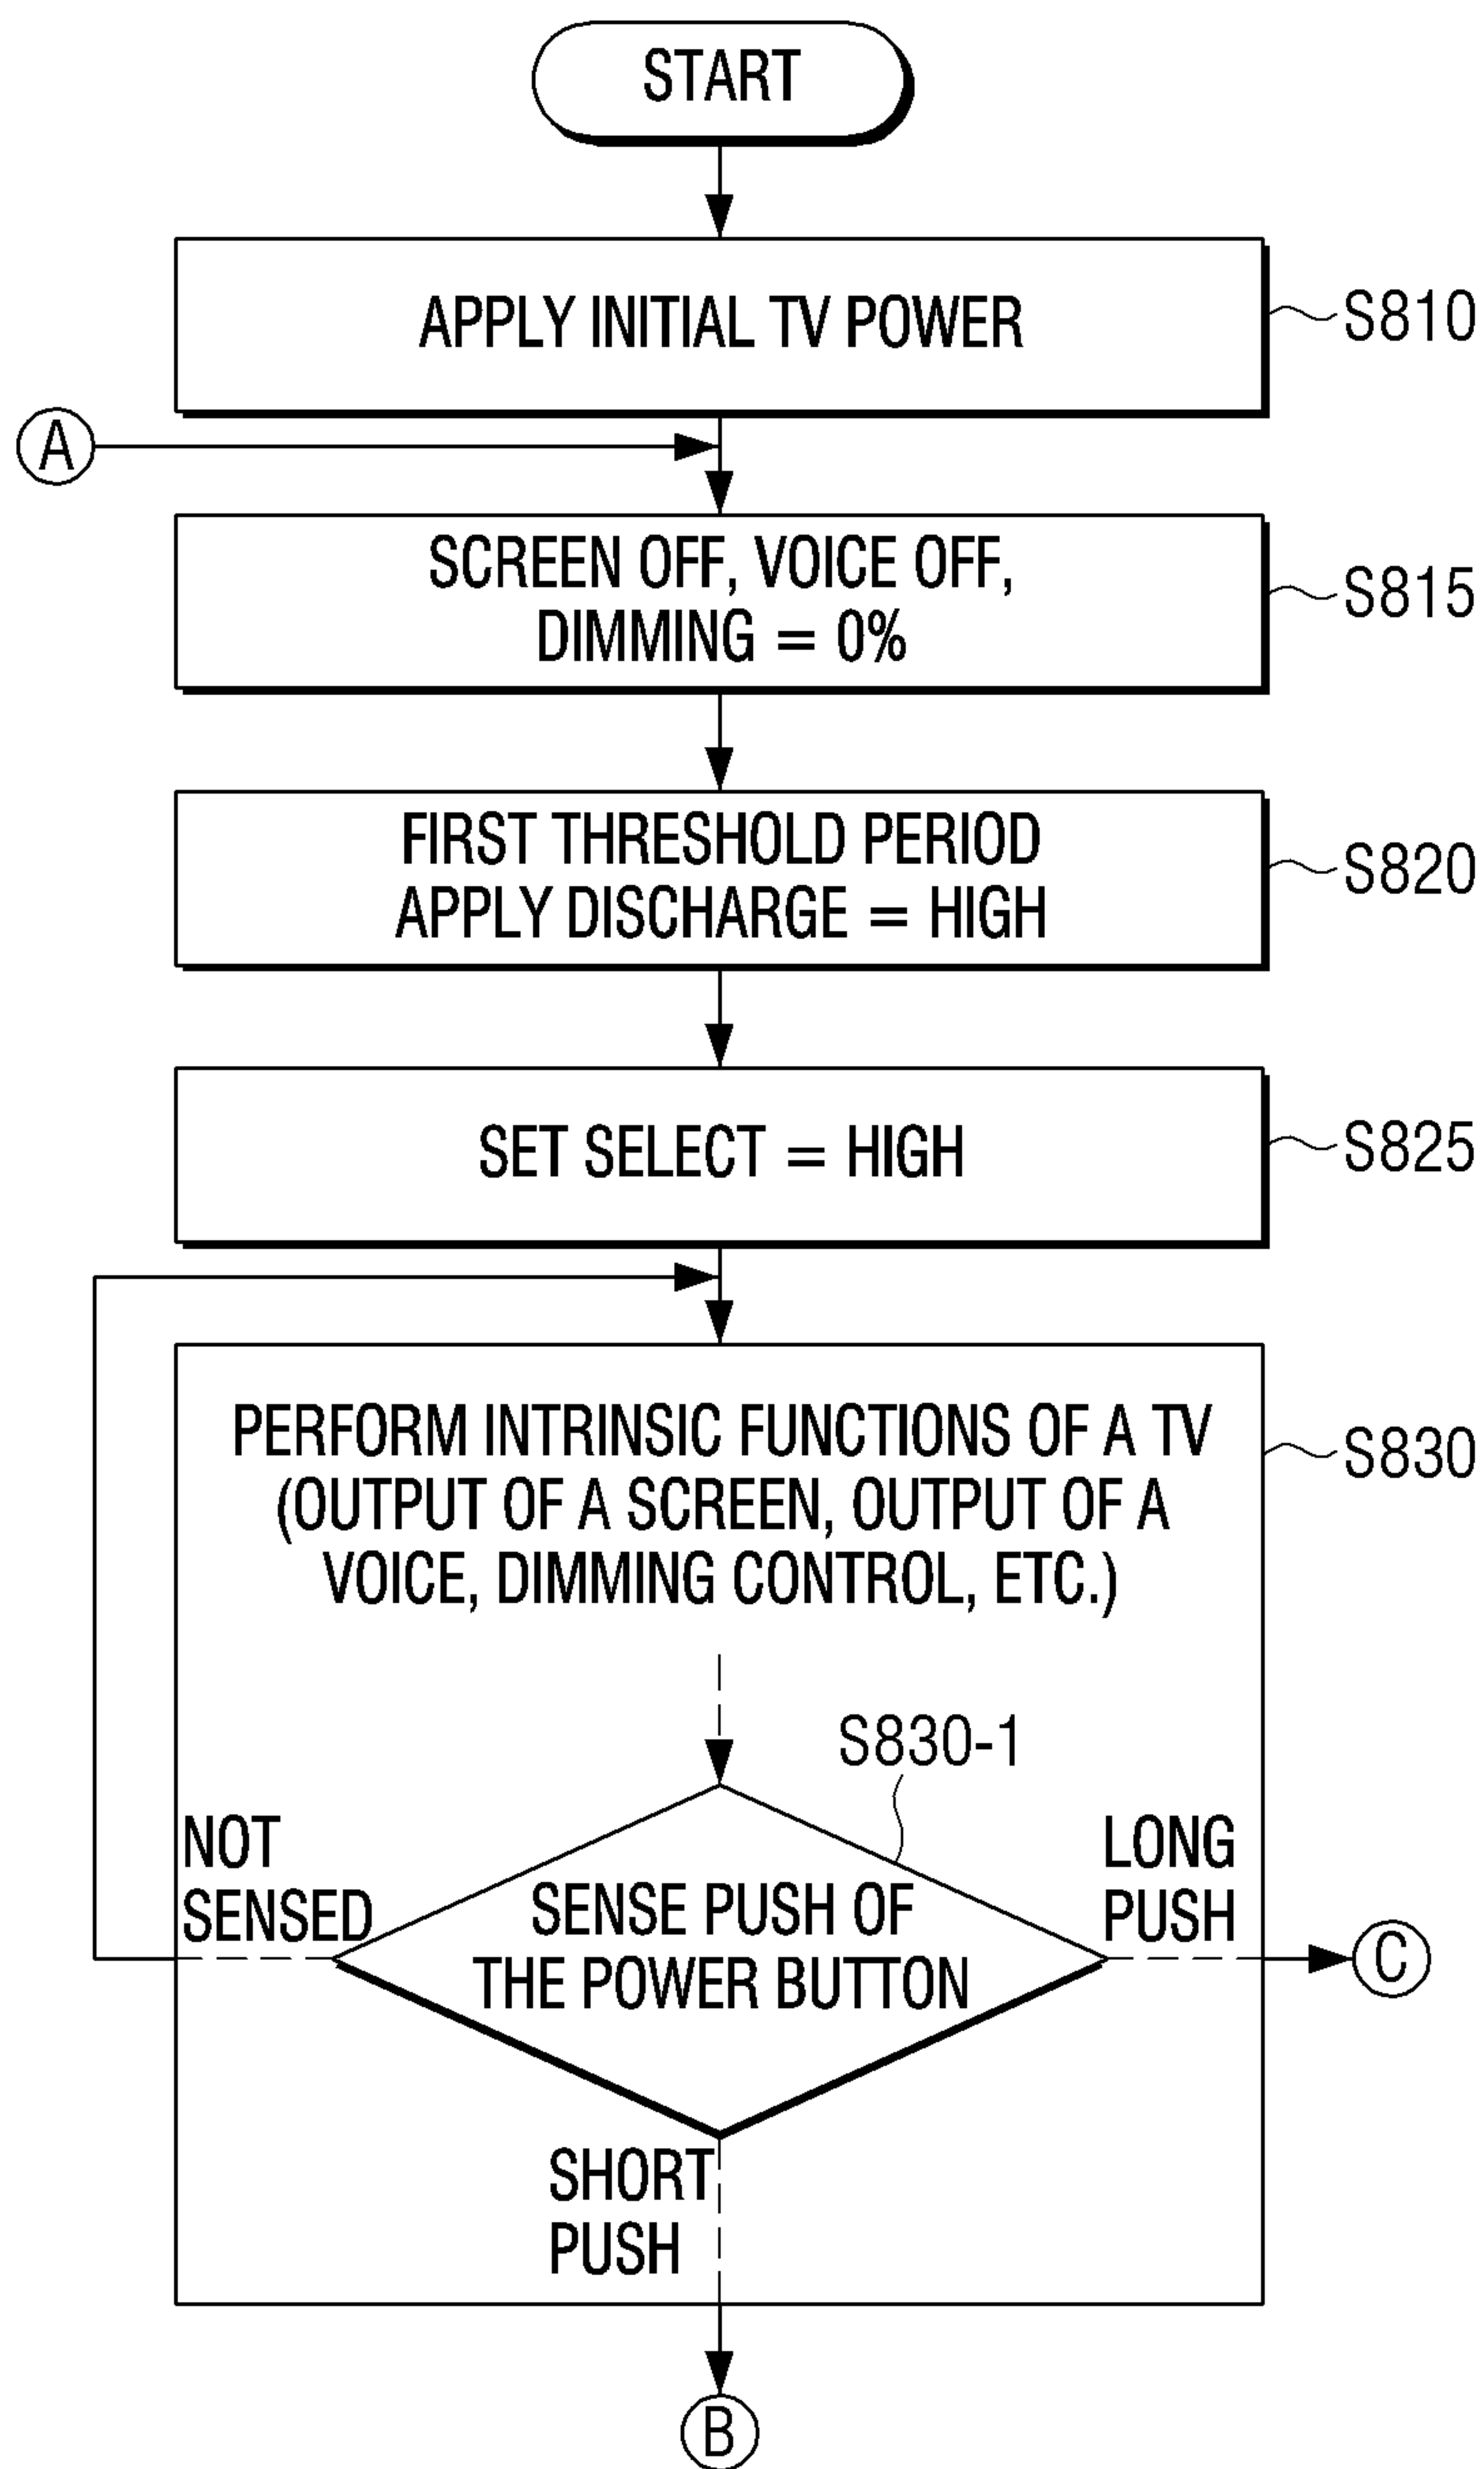 START
APPLY INITIAL TV POWER
S810
A
SCREEN OFF, VOICE OFF,
DIMMING = 0%
S815
FIRST THRESHOLD PERIOD
APPLY DISCHARGE = HIGH
S820
SET SELECT = HIGH
S825
PERFORM INTRINSIC FUNCTIONS OF A TV
(OUTPUT OF A SCREEN, OUTPUT OF A
VOICE, DIMMING CONTROL, ETC.)
S830
S830-1
NOT
SENSED
SENSE PUSH OF
THE POWER BUTTON
LONG
PUSH
C
SHORT
PUSH
B